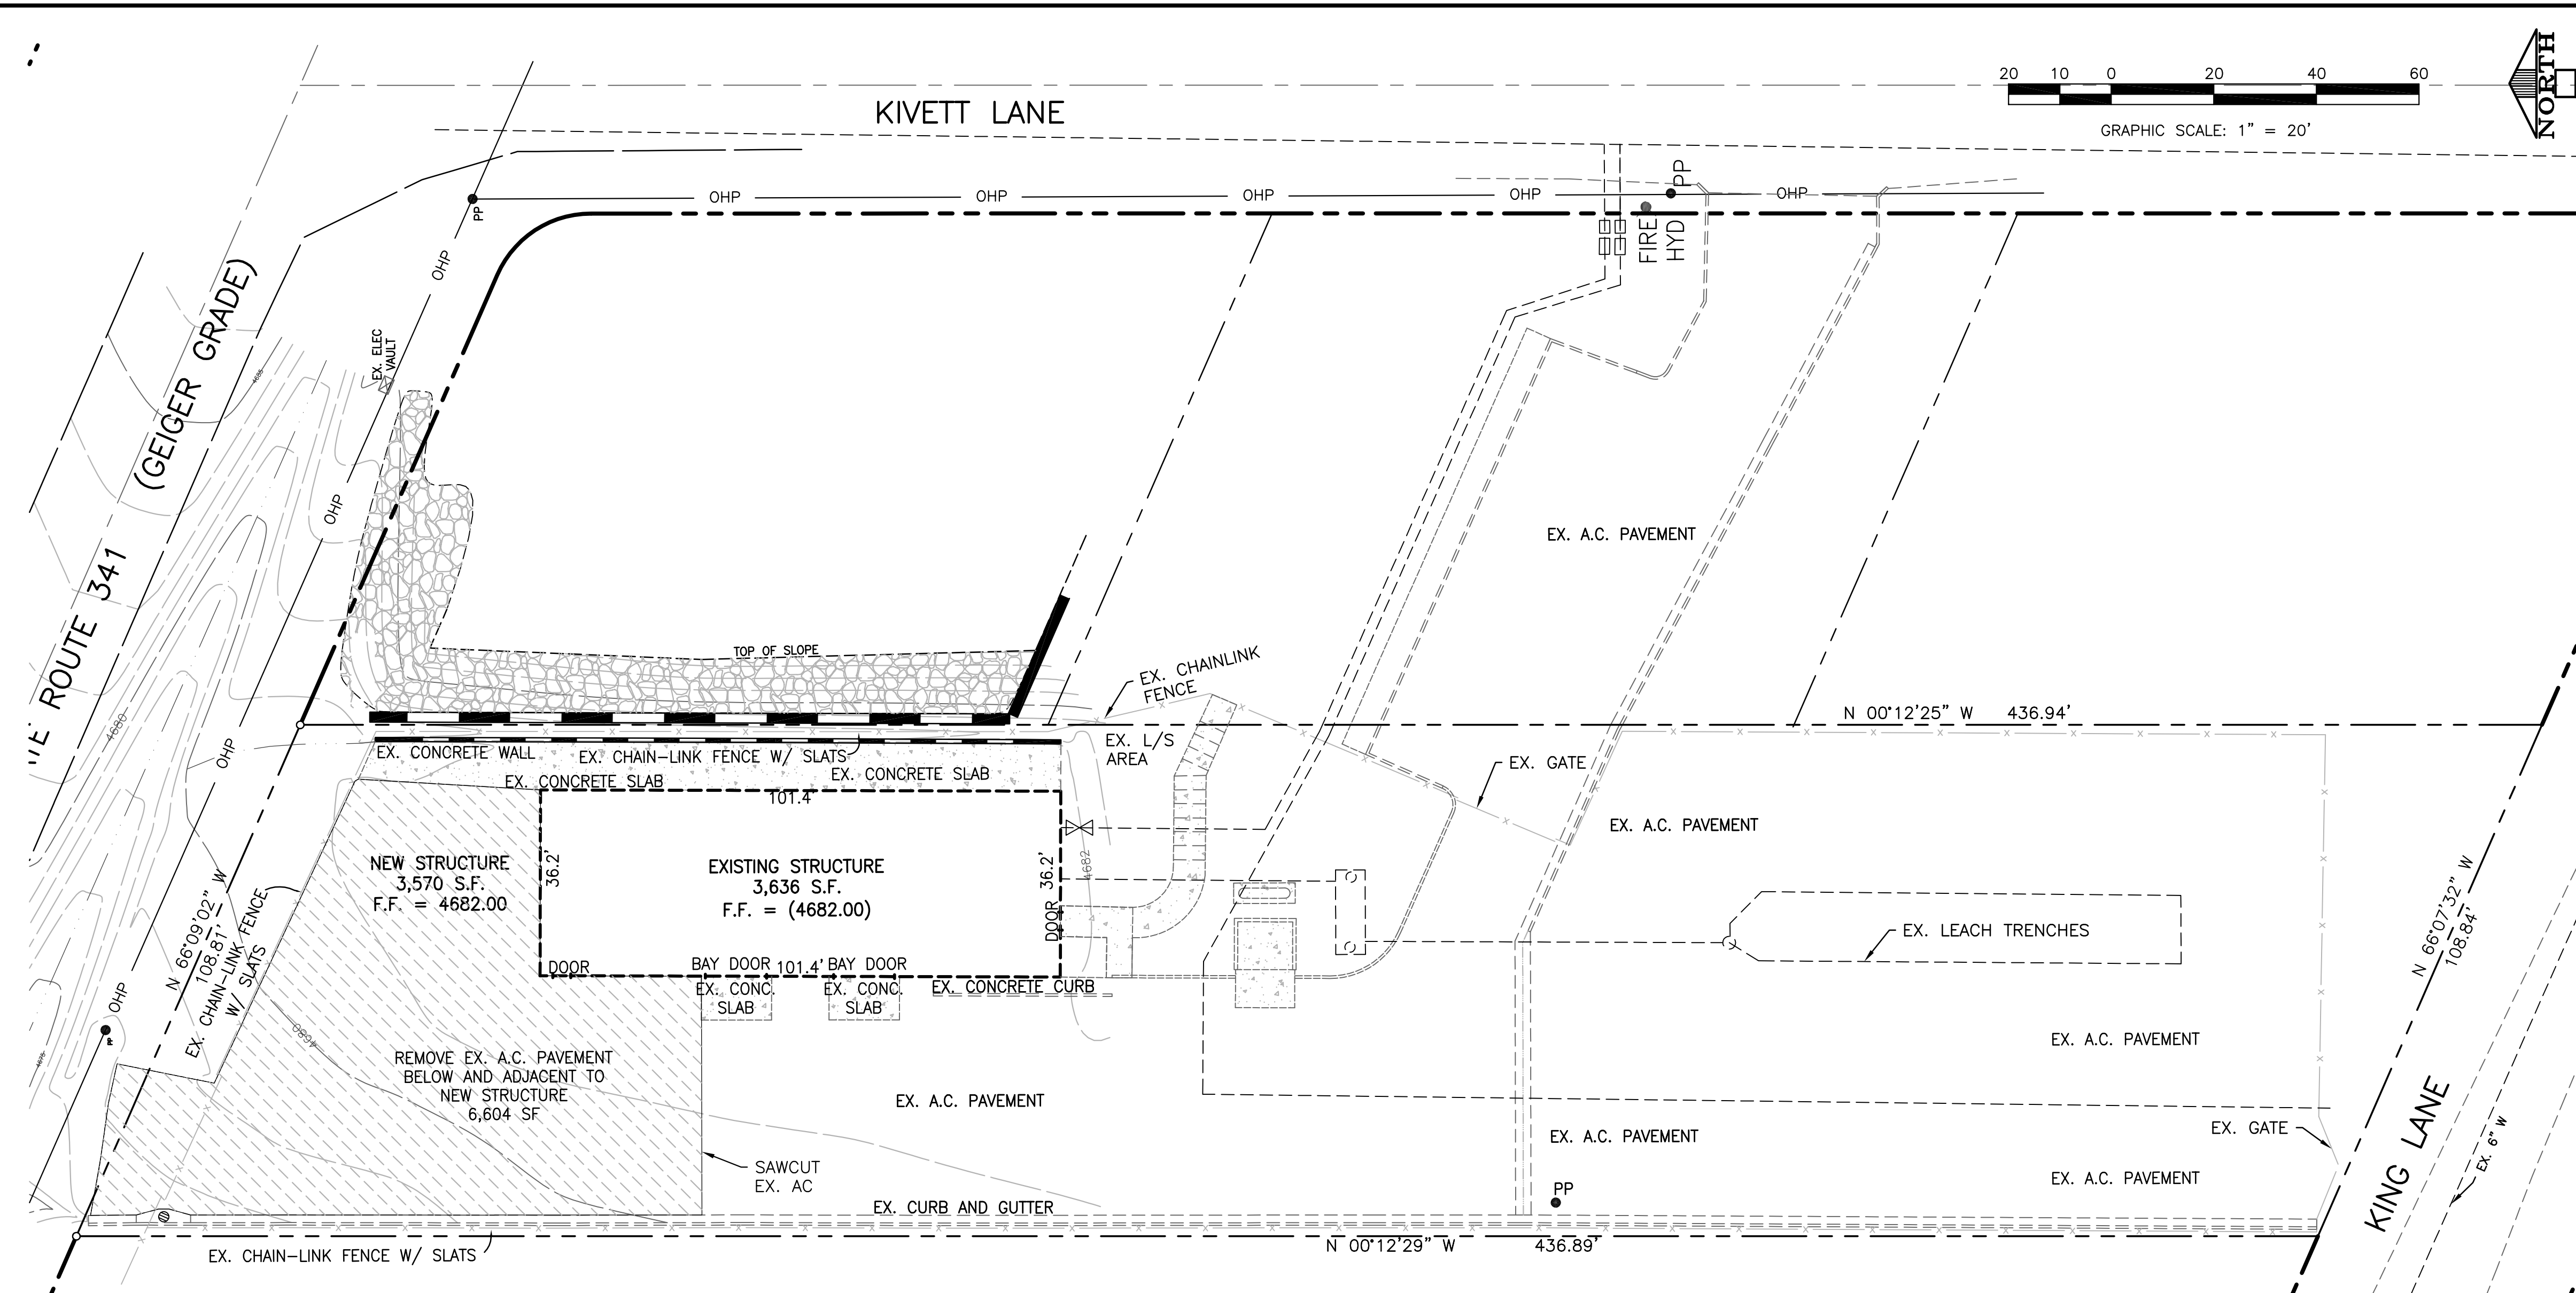 20 10 0 20 40 60
GRAPHIC SCALE: 1" = 20'
NORTH
KIVETT LANE
OHP OHP OHP OHP OHP
PP
PP
FIRE
HYD
OHP
(GEIGER GRADE)
EX. ELEC
VAULT
4685
OHP
ROUTE 341
EX. A.C. PAVEMENT
TOP OF SLOPE
EX. CHAINLINK
FENCE
4680
N 00°12'25" W 436.94'
OHP
EX. CONCRETE WALL
EX. CHAIN-LINK FENCE W/ SLATS
EX. L/S
AREA
EX. CONCRETE SLAB
EX. CONCRETE SLAB
EX. GATE
101.4'
EX. A.C. PAVEMENT
NEW STRUCTURE
3,570 S.F.
F.F. = 4682.00
36.2'
EXISTING STRUCTURE
3,636 S.F.
F.F. = (4682.00)
36.2'
4682
DOOR
N 66°09'02" W
108.81'
EX. CHAIN-LINK FENCE
W/ SLATS
EX. LEACH TRENCHES
N 66°07'32" W
108.84'
DOOR
BAY DOOR 101.4' BAY DOOR
EX. CONC.
SLAB
EX. CONC.
SLAB
EX. CONCRETE CURB
OHP
PP
4680
4675
REMOVE EX. A.C. PAVEMENT
BELOW AND ADJACENT TO
NEW STRUCTURE
6,604 SF
EX. A.C. PAVEMENT
EX. A.C. PAVEMENT
EX. A.C. PAVEMENT
EX. GATE
KING LANE
EX. 6" W
SAWCUT
EX. AC
EX. A.C. PAVEMENT
PP
EX. CURB AND GUTTER
EX. CHAIN-LINK FENCE W/ SLATS
N 00°12'29" W 436.89'